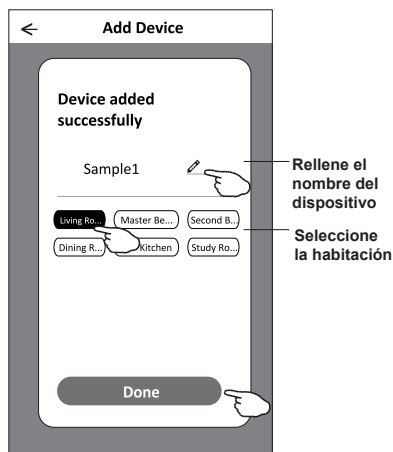 Add Device
Device added
successfully
Sample1
Living Ro...
Master Be...
Second B...
Dining R...
Kitchen
Study Ro...
Done
Rellene el
nombre del
dispositivo
Seleccione
la habitación